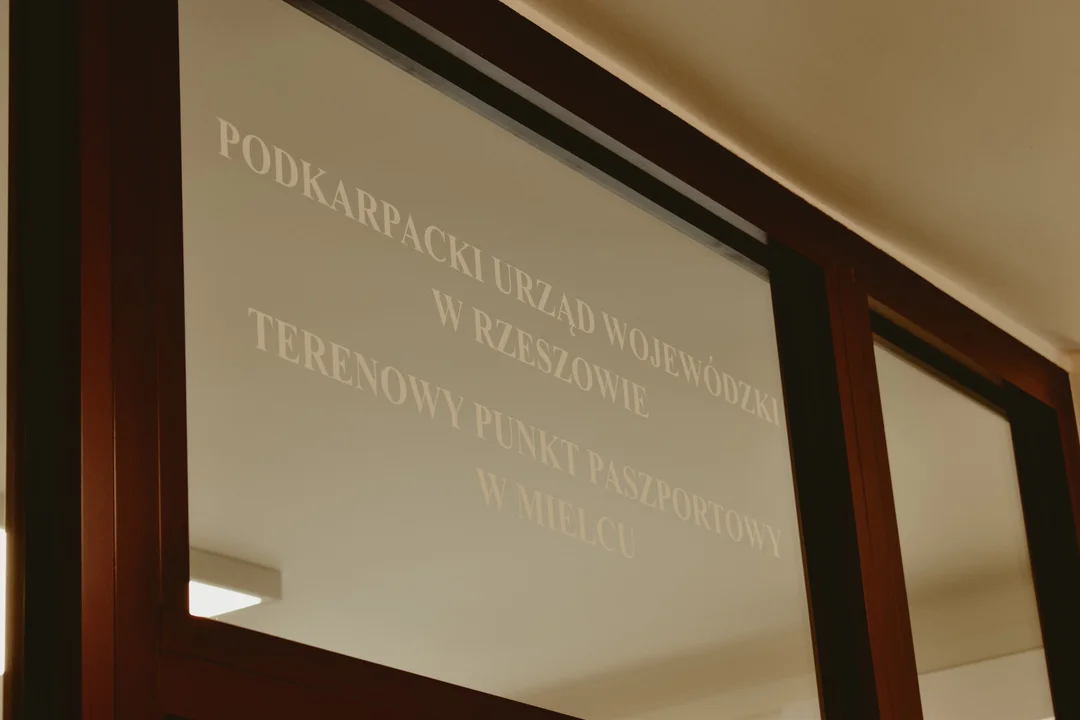 PODKARPACKI URZĄD WOJEWÓDZKI
W RZESZOWIE
TERENOWY PUNKT PASZPORTOWY
W MIELCU